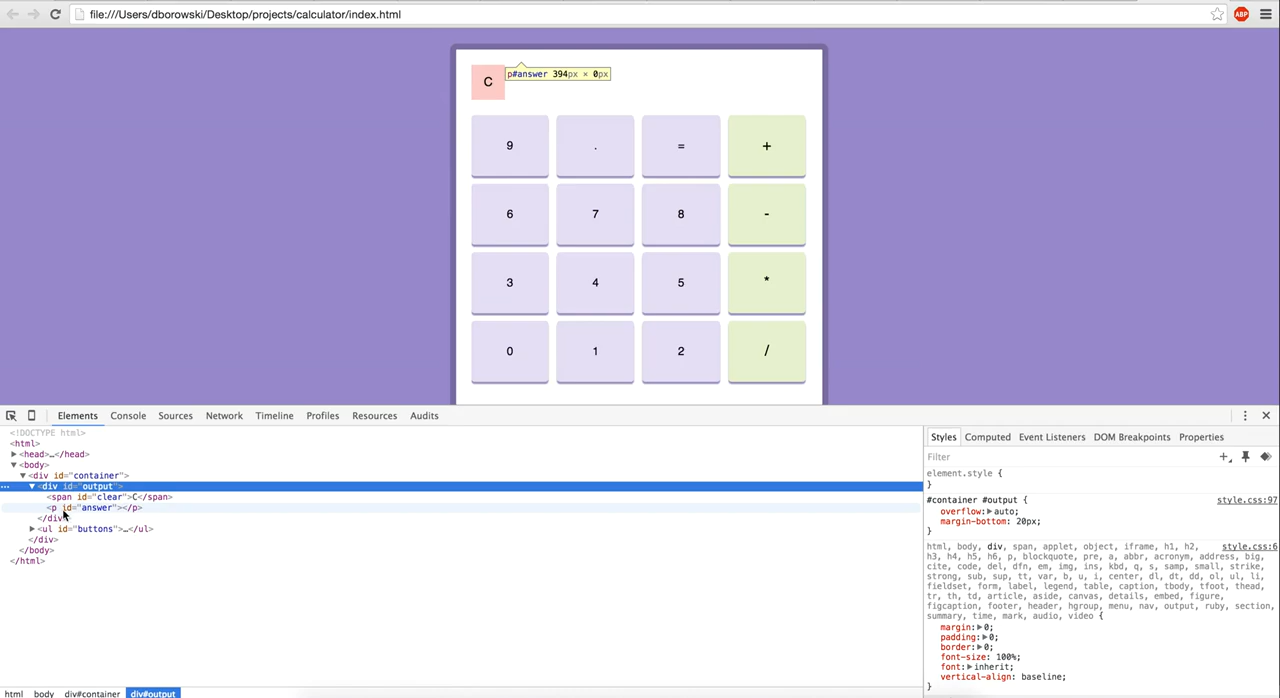 file:///Users/dborowski/Desktop/projects/calculator/index.html
ABP
C
p#answer 394px × 0px
9 . = +
6 7 8 -
3 4 5 *
0 1 2 /
Elements Console Sources Network Timeline Profiles Resources Audits
<!DOCTYPE html>
<html>
<head>…</head>
<body>
<div id="container">
… <div id="output">
<span id="clear">C</span>
<p id="answer"></p>
</div>
<ul id="buttons">…</ul>
</div>
</body>
</html>
html body div#container div#output
Styles Computed Event Listeners DOM Breakpoints Properties
Filter
element.style {
}
#container #output { style.css:97
overflow: auto;
margin-bottom: 20px;
}
html, body, div, span, applet, object, iframe, h1, h2, style.css:6
h3, h4, h5, h6, p, blockquote, pre, a, abbr, acronym, address, big,
cite, code, del, dfn, em, img, ins, kbd, q, s, samp, small, strike,
strong, sub, sup, tt, var, b, u, i, center, dl, dt, dd, ol, ul, li,
fieldset, form, label, legend, table, caption, tbody, tfoot, thead,
tr, th, td, article, aside, canvas, details, embed, figure,
figcaption, footer, header, hgroup, menu, nav, output, ruby, section,
summary, time, mark, audio, video {
margin: 0;
padding: 0;
border: 0;
font-size: 100%;
font: inherit;
vertical-align: baseline;
}